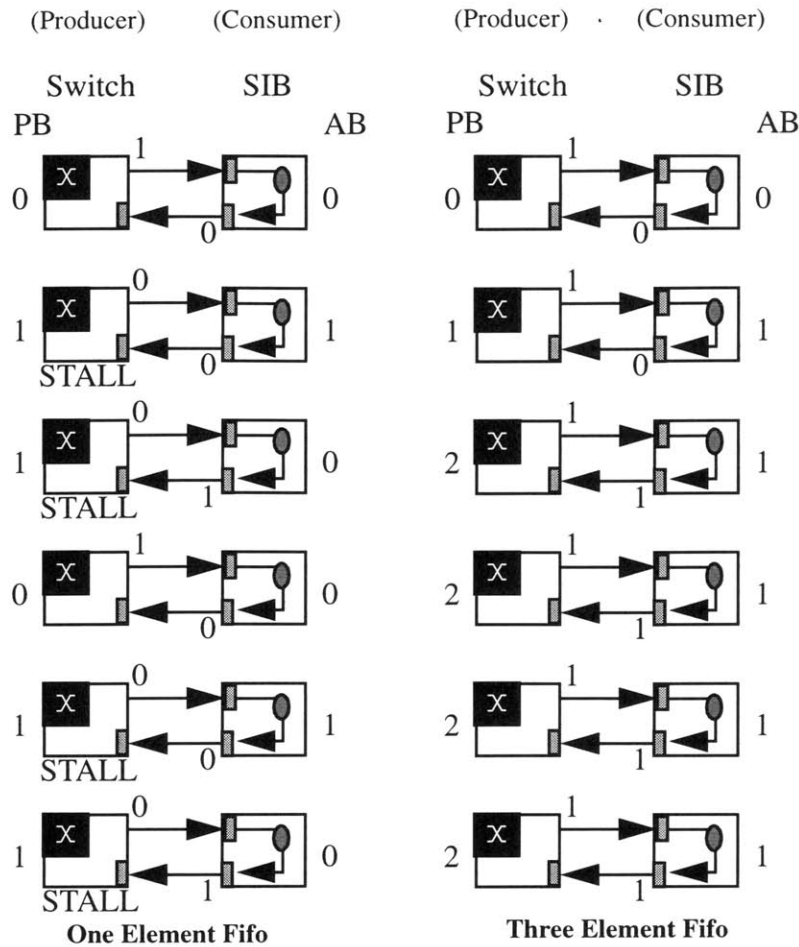 (Producer) (Consumer) (Producer) (Consumer)
Switch SIB Switch SIB
PB AB PB AB
1 1
0 0 0 0
0 0
0 1
1 1 1 1
0 0
STALL
0 1
1 0 2 1
1 1
STALL
1 1
0 0 2 1
0 1
0 1
1 1 2 1
0 1
STALL
0 1
1 0 2 1
1 1
STALL
One Element Fifo Three Element Fifo